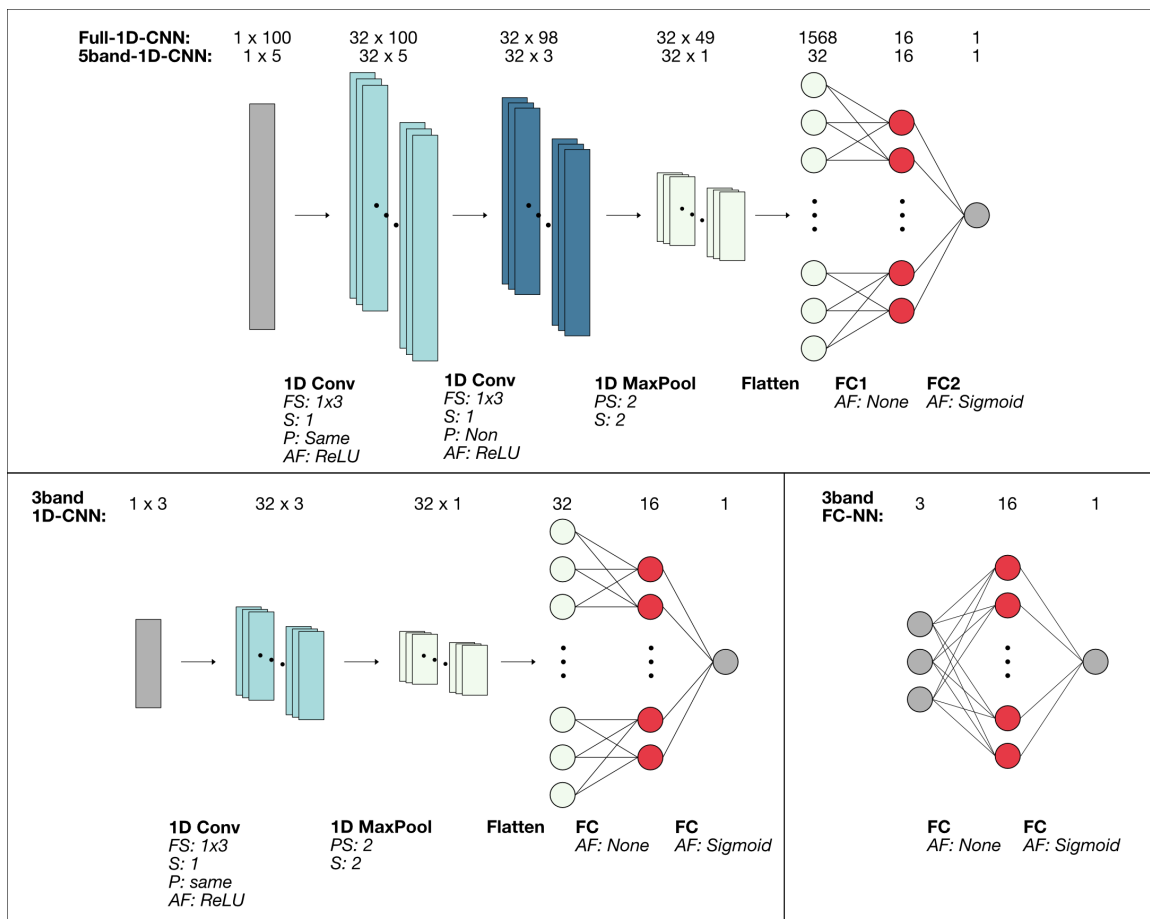 Full-1D-CNN: 1 x 100 32 x 100 32 x 98 32 x 49 1568 16 1
5band-1D-CNN: 1 x 5 32 x 5 32 x 3 32 x 1 32 16 1
1D Conv 1D Conv 1D MaxPool Flatten FC1 FC2
FS: 1x3 FS: 1x3 PS: 2 AF: None AF: Sigmoid
S: 1 S: 1 S: 2
P: Same P: Non
AF: ReLU AF: ReLU
3band
1D-CNN: 1 x 3 32 x 3 32 x 1 32 16 1
1D Conv 1D MaxPool Flatten FC FC
FS: 1x3 PS: 2 AF: None AF: Sigmoid
S: 1 S: 2
P: same
AF: ReLU
3band
FC-NN: 3 16 1
FC FC
AF: None AF: Sigmoid